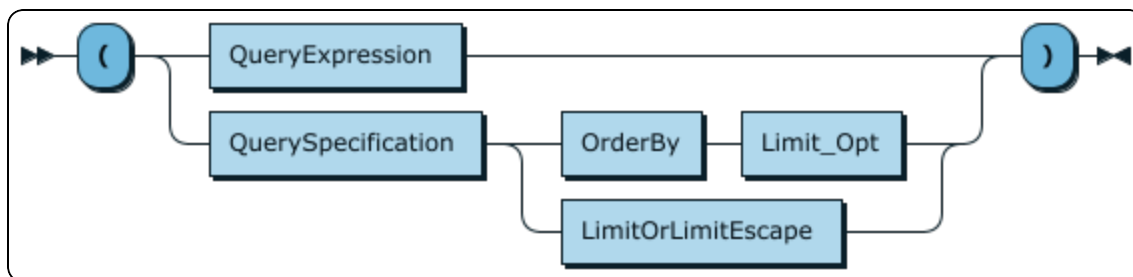 ( QueryExpression )
QuerySpecification OrderBy Limit_Opt
LimitOrLimitEscape